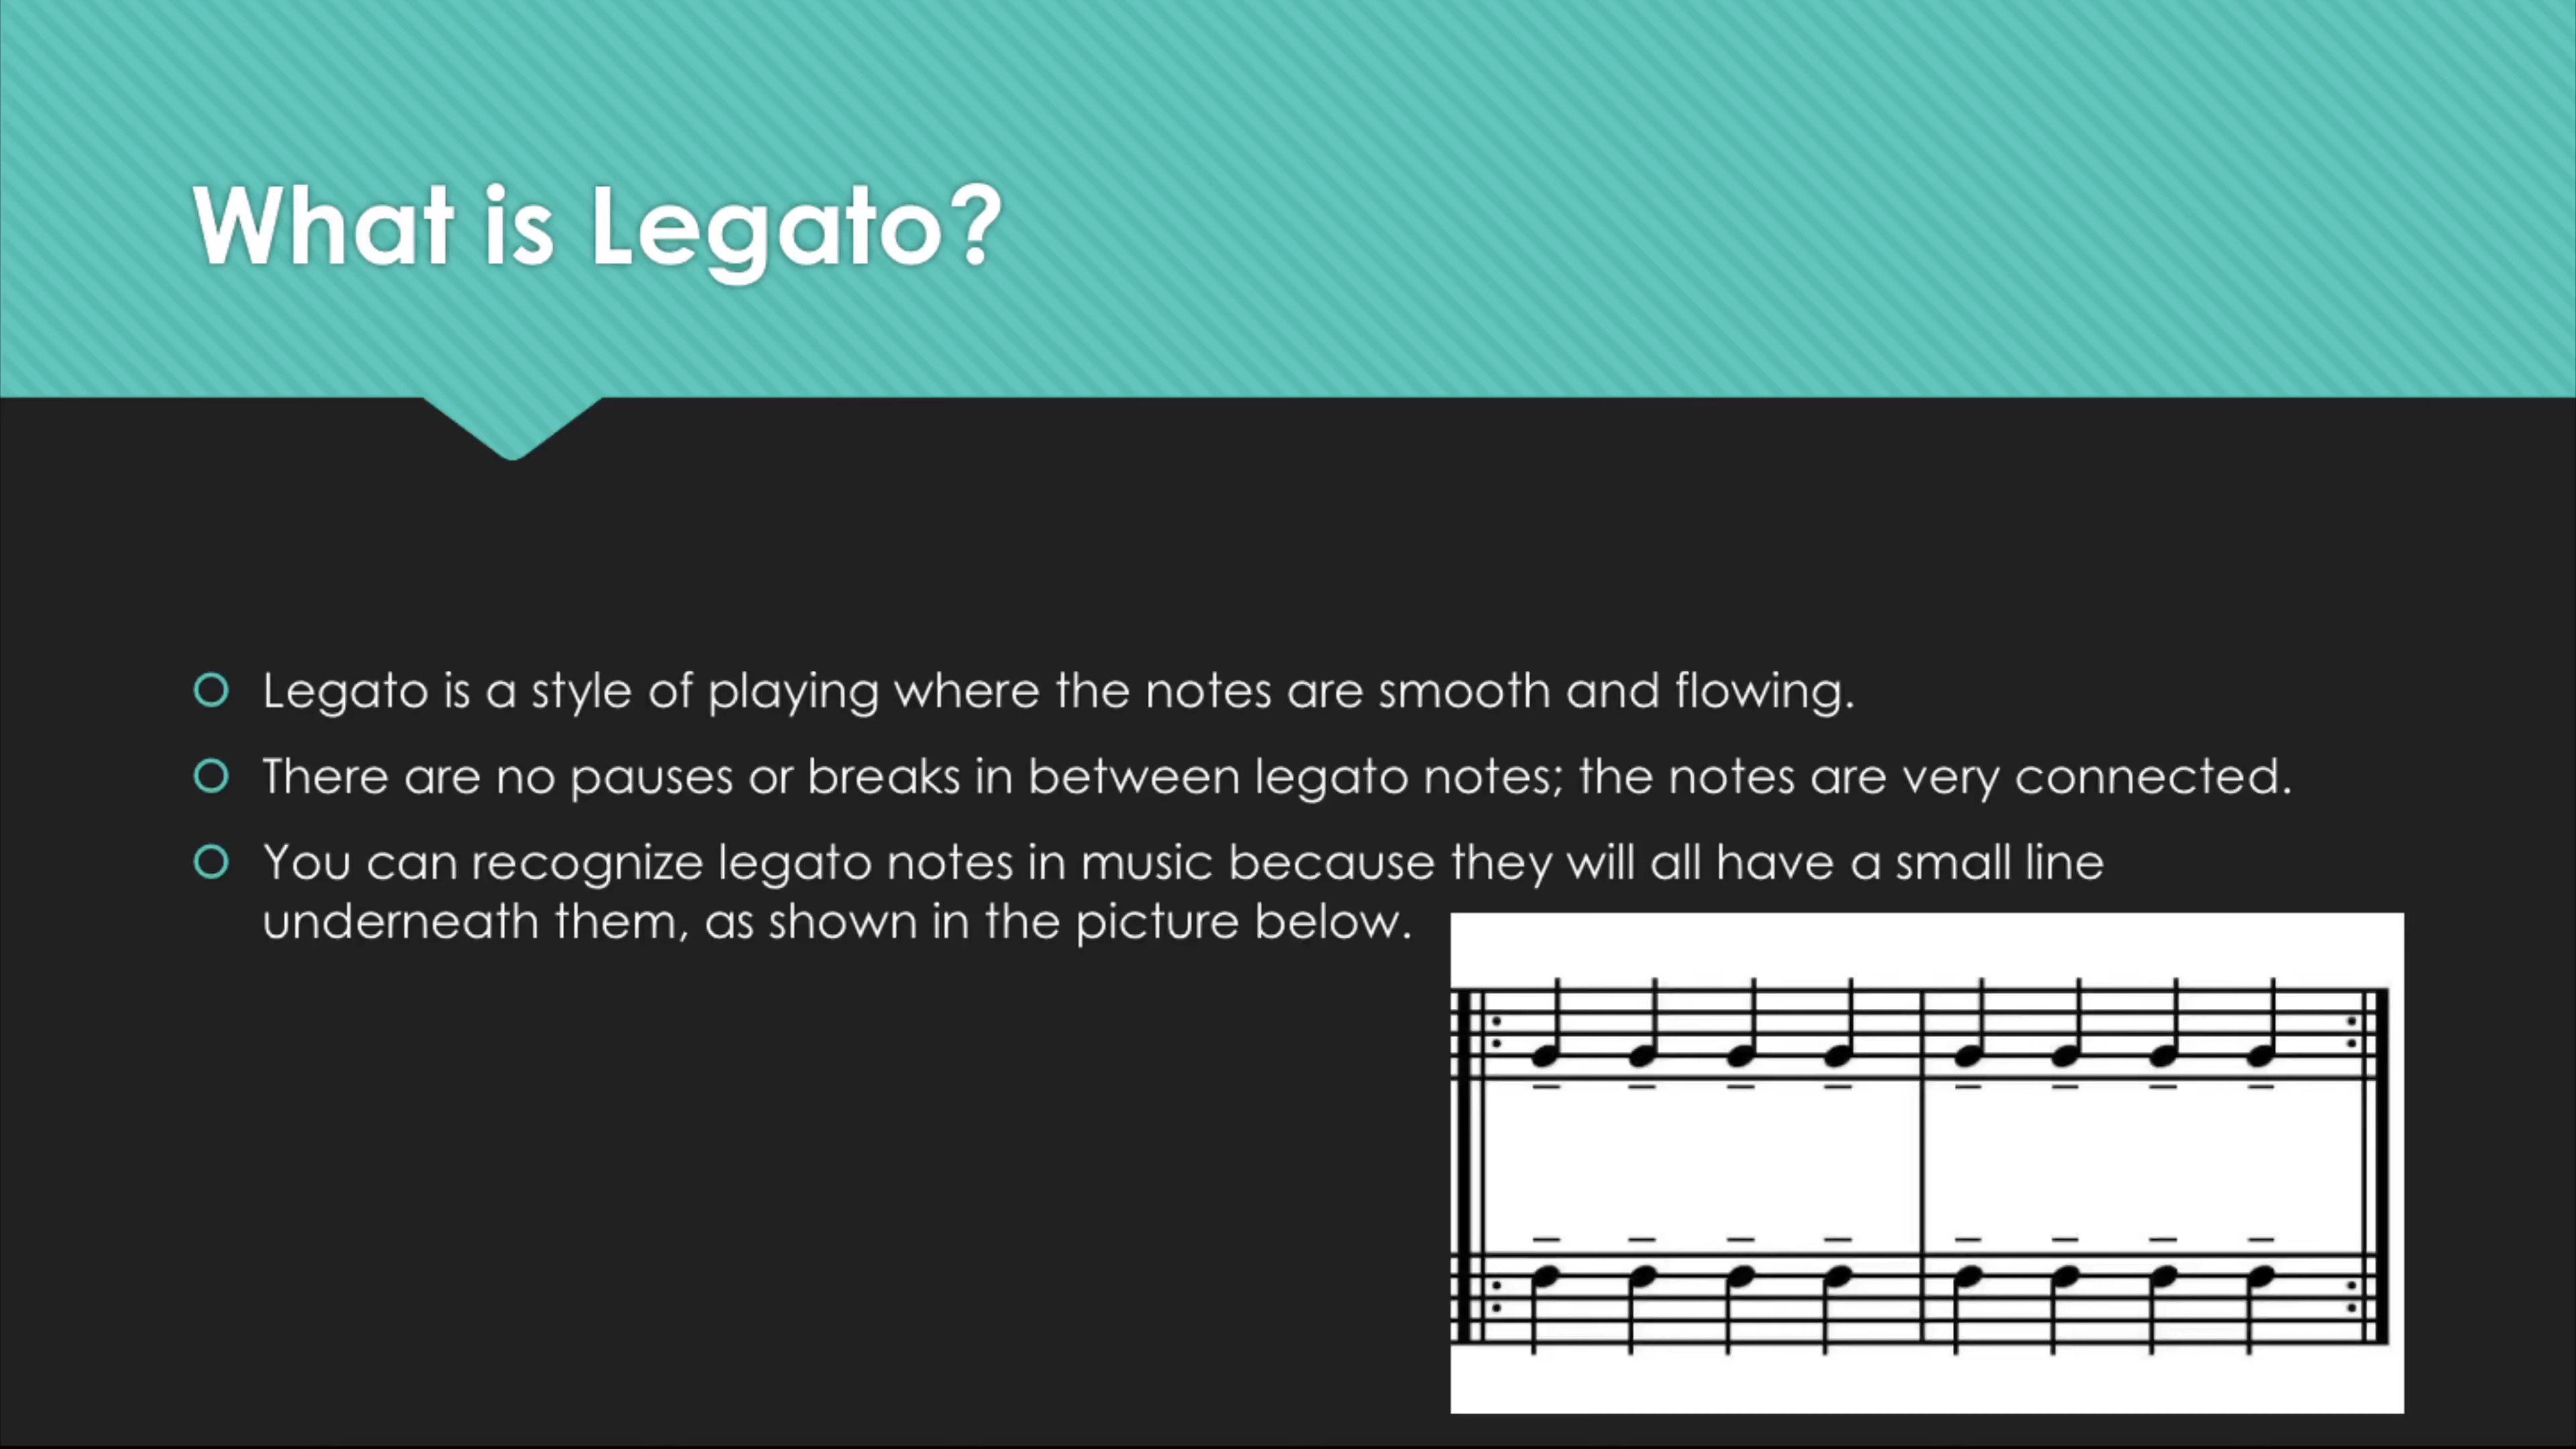 What is Legato?
Legato is a style of playing where the notes are smooth and flowing.
There are no pauses or breaks in between legato notes; the notes are very connected.
You can recognize legato notes in music because they will all have a small line
underneath them, as shown in the picture below.